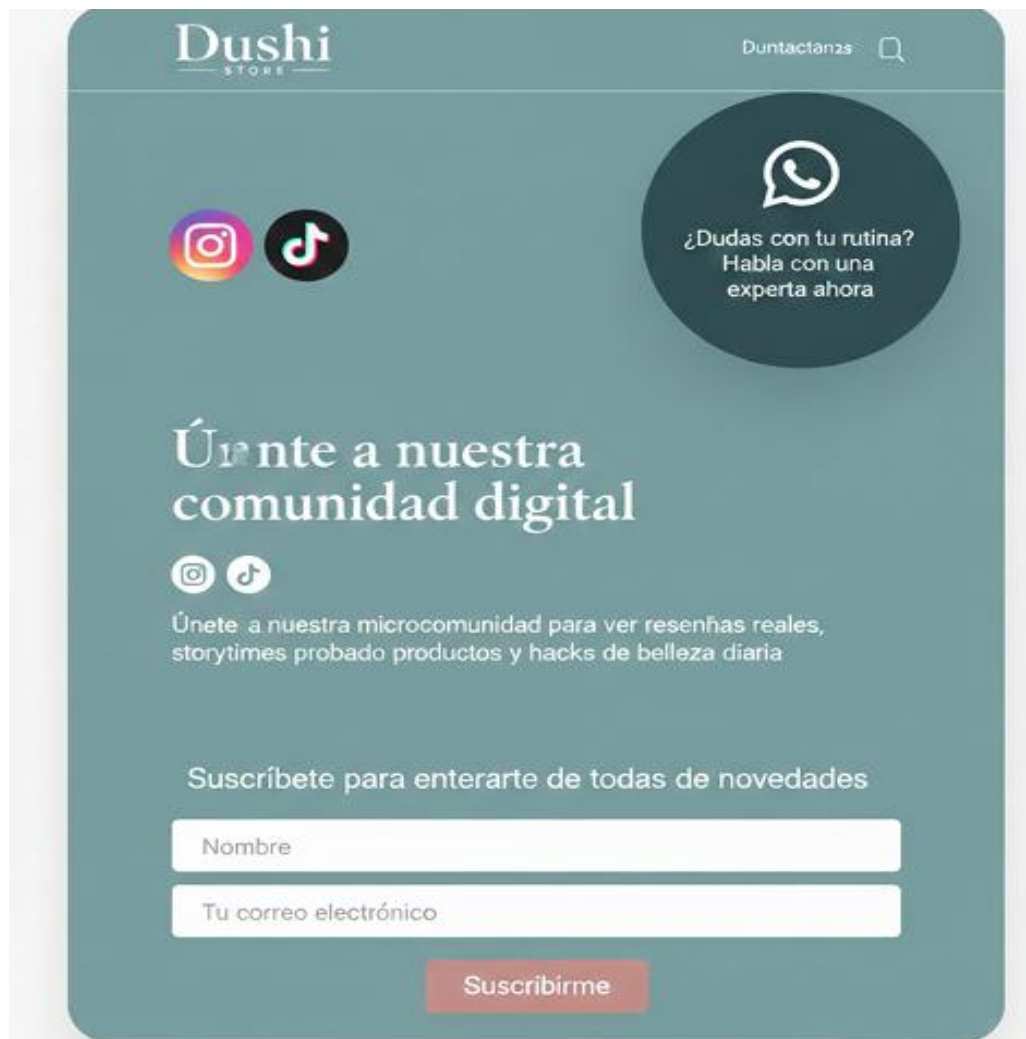 Dushi
STORE
Duntactanzs
¿Dudas con tu rutina?
Habla con una
experta ahora
a nuestra
comunidad digital
Únete a nuestra microcomunidad para ver resenhas reales,
storytimes probado productos y hacks de belleza diaria
Suscríbete para enterarte de todas de novedades
Nombre
Tu correo electrónico
Suscribirme